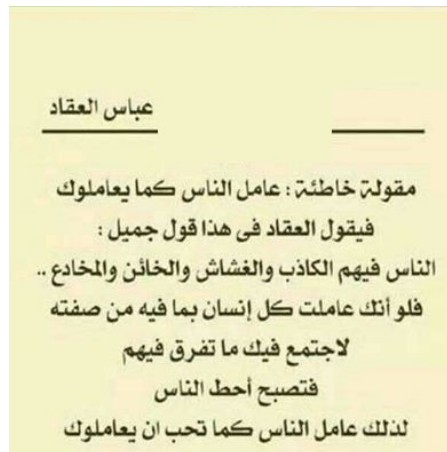 عباس العقاد
مقولة خاطئة : عامل الناس كما يعاملوك
فيقول العقاد فى هذا قول جميل :
الناس فيهم الكاذب والغشاش والخائن والمخادع ..
فلو أنك عاملت كل إنسان بما فيه من صفته
لاجتمع فيك ما تفرق فيهم
فتصبح أحط الناس
لذلك عامل الناس كما تحب ان يعاملوك